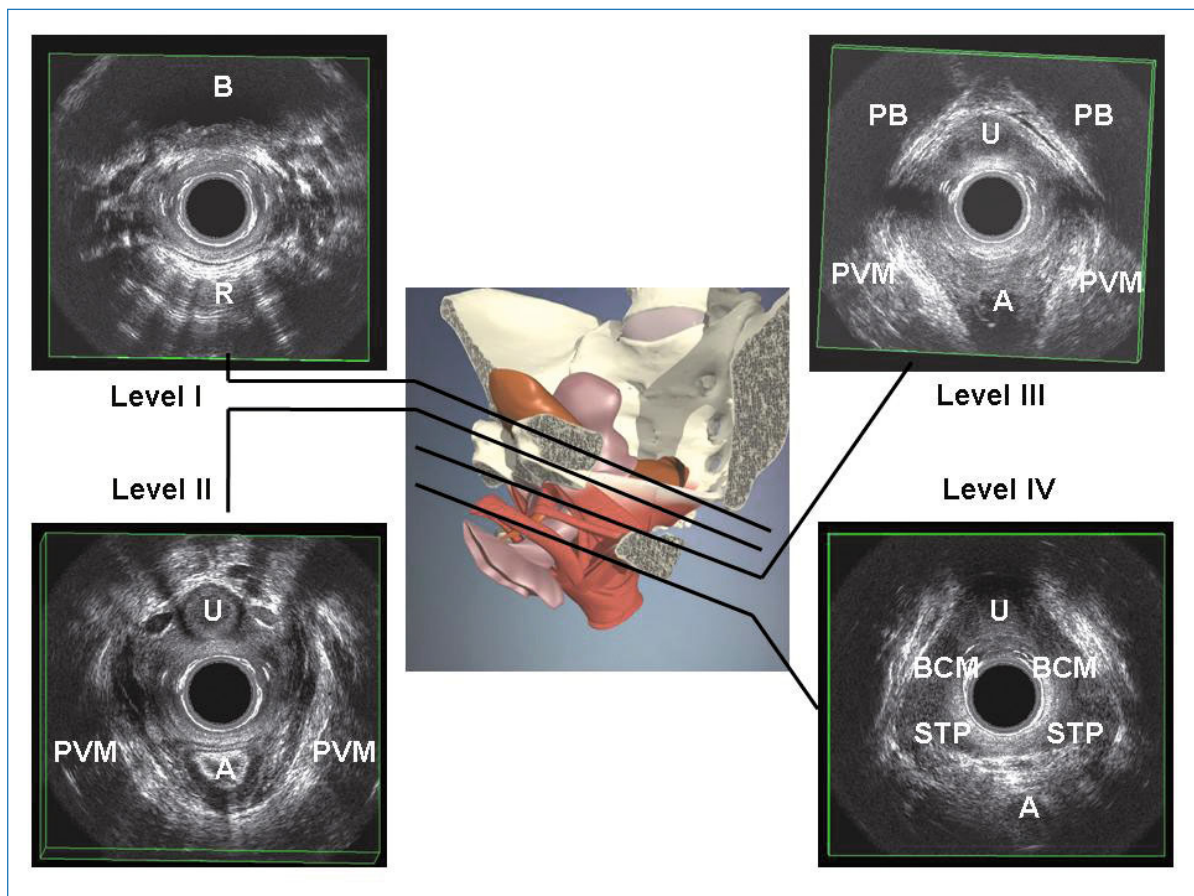 B
R
Level I
PB
PB
U
PVM
PVM
A
Level III
Level II
U
PVM
PVM
A
Level IV
U
BCM
BCM
STP
STP
A